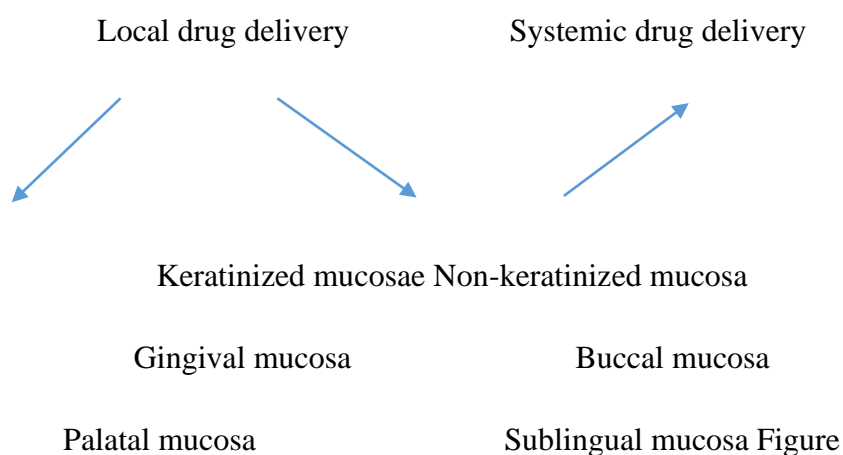 Local drug delivery Systemic drug delivery
Keratinized mucosae Non-keratinized mucosa
Gingival mucosa Buccal mucosa
Palatal mucosa Sublingual mucosa Figure